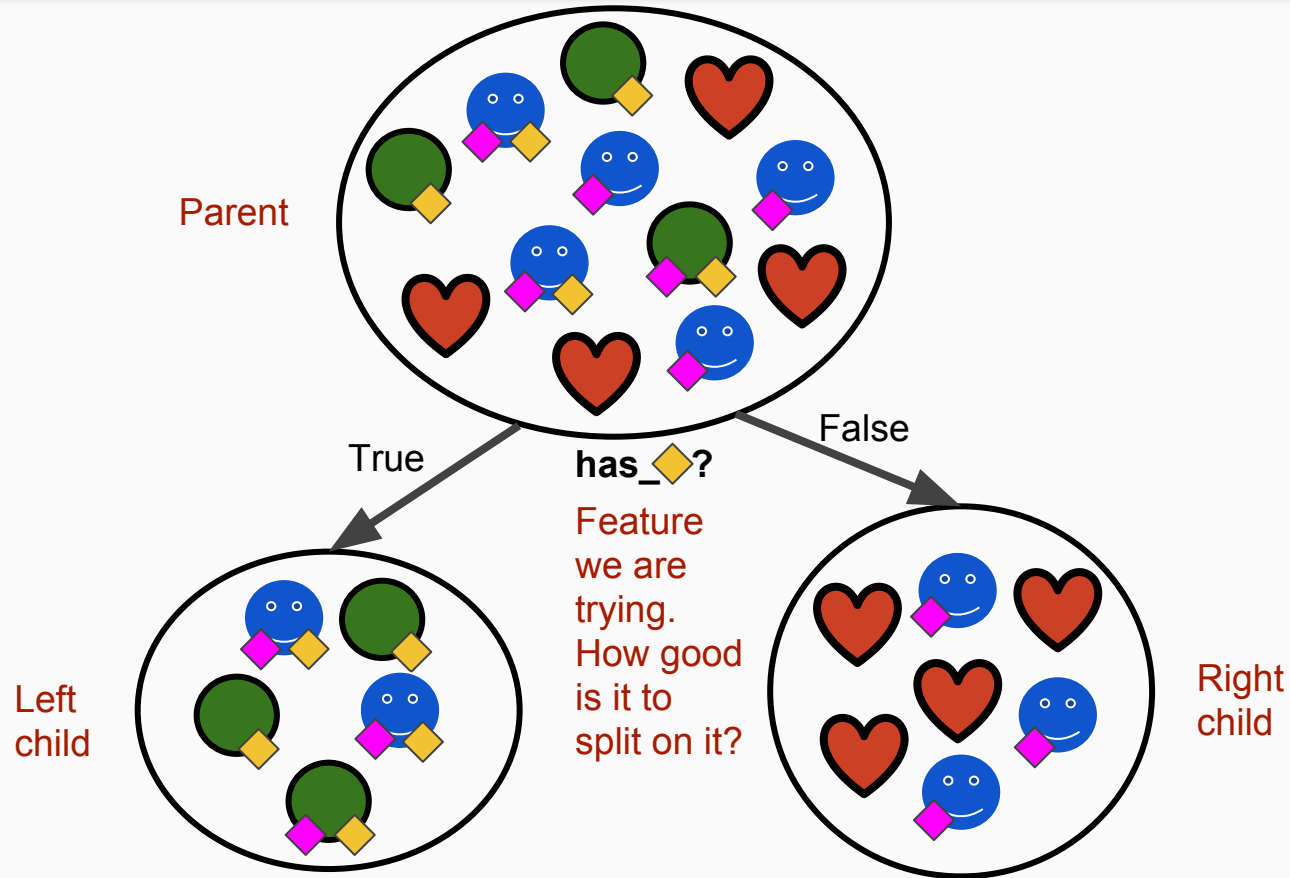 Parent
True
False
has_?
Feature
we are
trying.
How good
is it to
split on it?
Left
child
Right
child